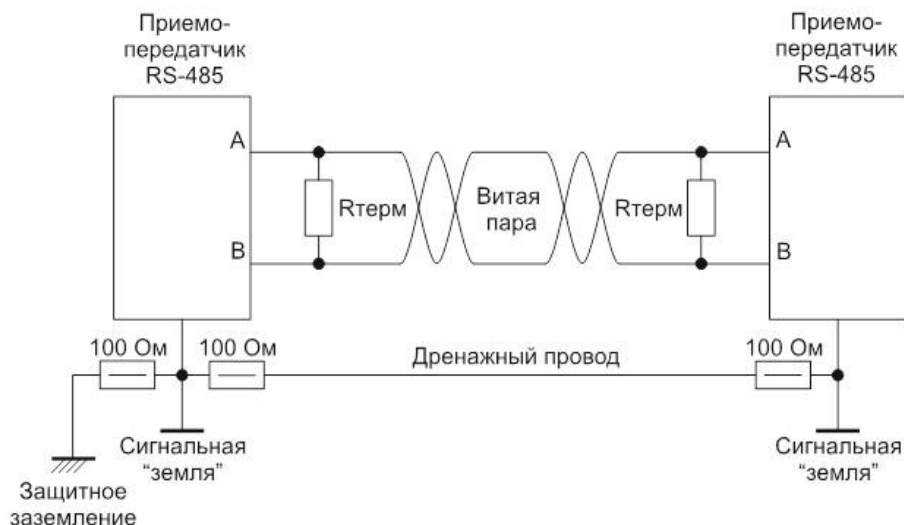 Приемо-
передатчик
RS-485
Приемо-
передатчик
RS-485
A
A
Rтерм
Витая
пара
Rтерм
B
B
100 Ом
100 Ом
Дренажный провод
100 Ом
Сигнальная
“земля”
Сигнальная
“земля”
Защитное
заземление